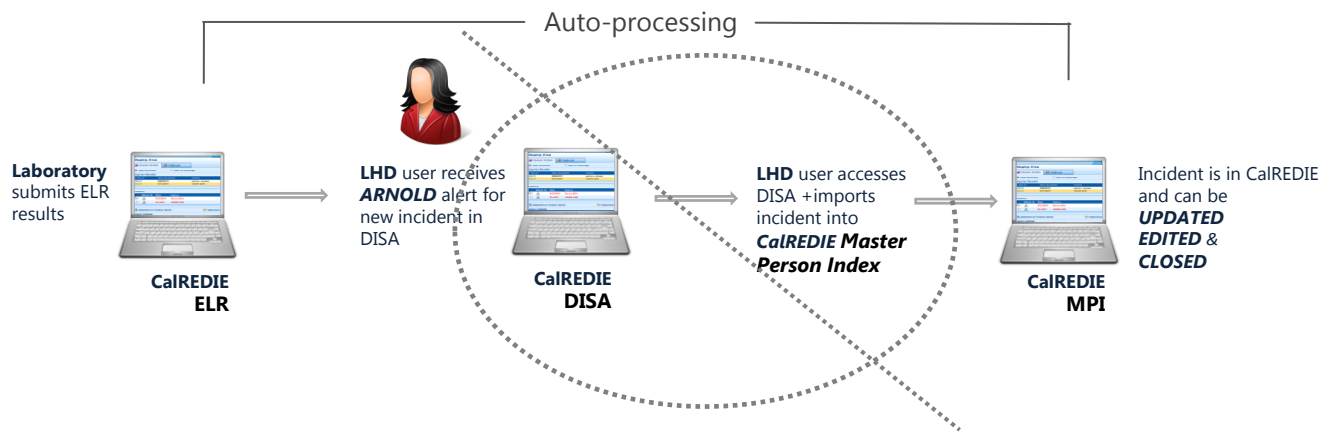 Auto-processing
Laboratory
submits ELR
results
CalREDIE
ELR
LHD user receives
ARNOLD alert for
new incident in
DISA
CalREDIE
DISA
LHD user accesses
DISA +imports
incident into
CalREDIE Master
Person Index
CalREDIE
MPI
Incident is in CalREDIE
and can be
UPDATED
EDITED &
CLOSED